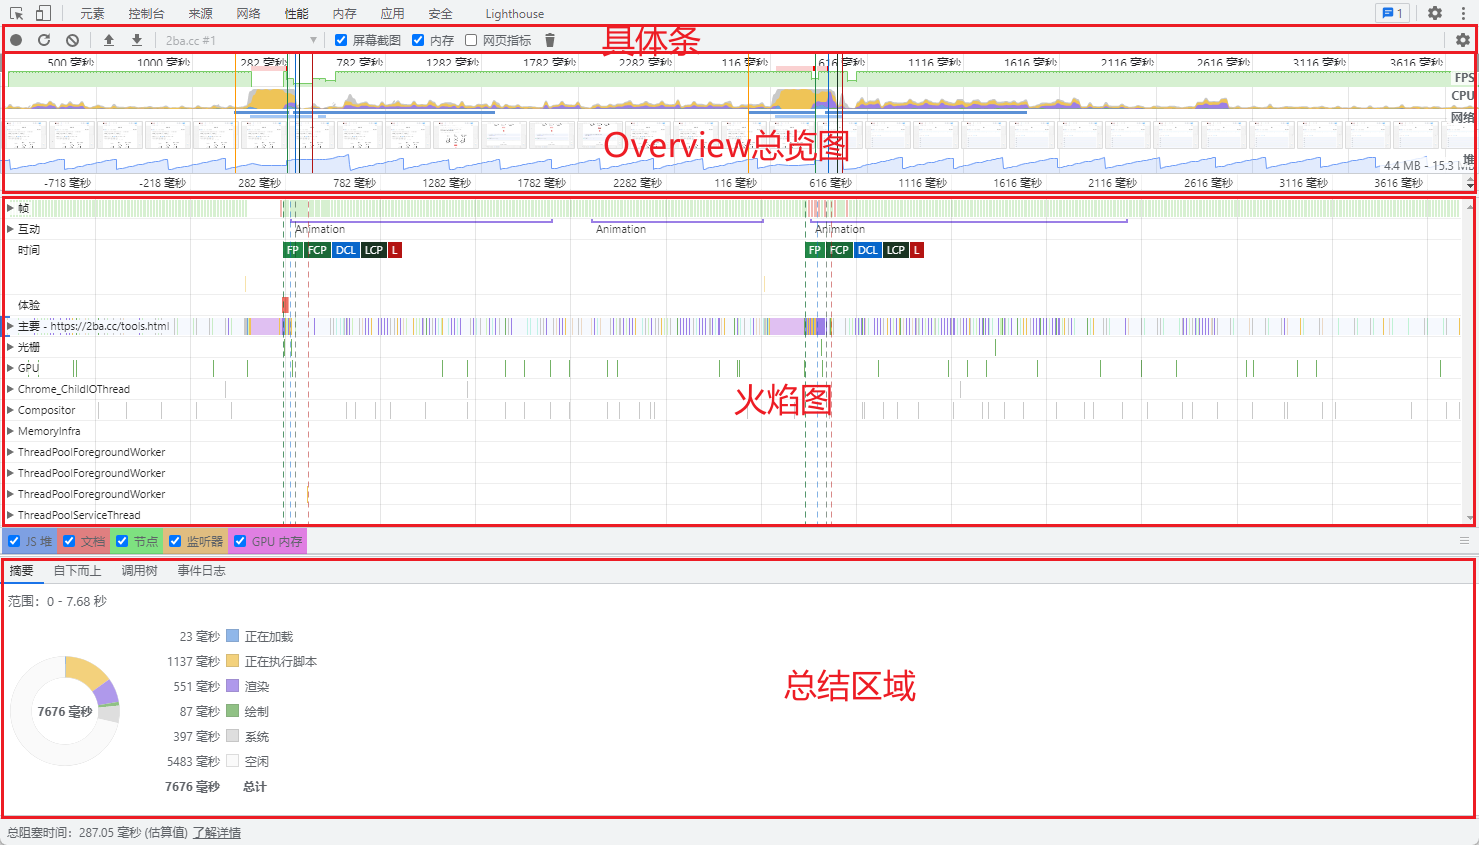 元素 控制台 来源 网络 性能 内存 应用 安全 Lighthouse 1
2ba.cc #1 屏幕截图 内存 网页指标
具体条
500 毫秒 1000 毫秒 282 毫秒 782 毫秒 1282 毫秒 1782 毫秒 2282 毫秒 116 毫秒 616 毫秒 1116 毫秒 1616 毫秒 2116 毫秒 2616 毫秒 3116 毫秒 3616 毫秒
FPS
CPU
网络
Overview总览图
堆
4.4 MB - 15.3 MB
-718 毫秒 -218 毫秒 282 毫秒 782 毫秒 1282 毫秒 1782 毫秒 2282 毫秒 116 毫秒 616 毫秒 1116 毫秒 1616 毫秒 2116 毫秒 2616 毫秒 3116 毫秒 3616 毫秒
帧
互动 Animation Animation Animation
时间 FP FCP DCL LCP L FP FCP DCL LCP L
体验
主要 - https://2ba.cc/tools.html
光栅
GPU
Chrome_ChildIOThread
火焰图
Compositor
MemoryInfra
ThreadPoolForegroundWorker
ThreadPoolForegroundWorker
ThreadPoolForegroundWorker
ThreadPoolServiceThread
JS 堆 文档 节点 监听器 GPU 内存
摘要 自下而上 调用树 事件日志
范围：0 - 7.68 秒
23 毫秒 正在加载
1137 毫秒 正在执行脚本
551 毫秒 渲染
87 毫秒 绘制
397 毫秒 系统
5483 毫秒 空闲
7676 毫秒 总计
7676 毫秒
总结区域
总阻塞时间：287.05 毫秒 (估算值) 了解详情